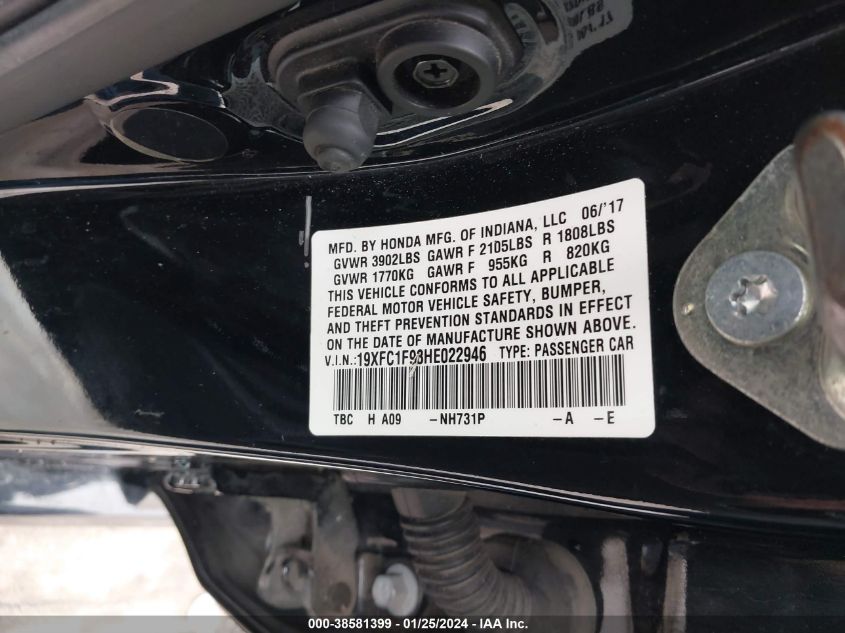 MFD. BY HONDA MFG. OF INDIANA, LLC 06/'17
GVWR 3902LBS GAWR F 2105LBS R 1808LBS
GVWR 1770KG GAWR F 955KG R 820KG
THIS VEHICLE CONFORMS TO ALL APPLICABLE
FEDERAL MOTOR VEHICLE SAFETY, BUMPER,
AND THEFT PREVENTION STANDARDS IN EFFECT
ON THE DATE OF MANUFACTURE SHOWN ABOVE.
V.I.N.:19XFC1F93HE022946 TYPE: PASSENGER CAR
TBC H A09 -NH731P -A -E
000-38581399 / 01/25/2024 - IAA Inc.